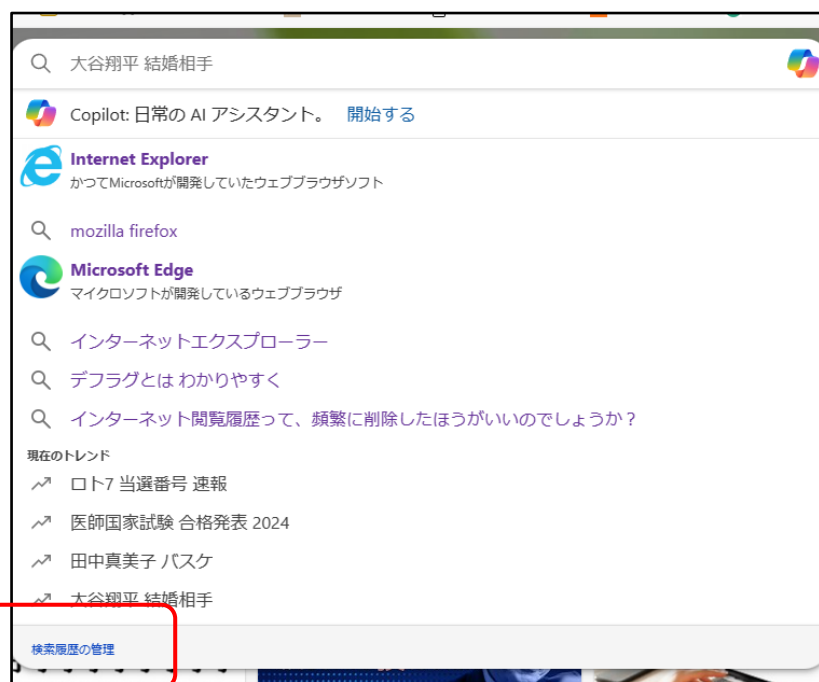 大谷翔平 結婚相手
Copilot: 日常の AI アシスタント。 開始する
Internet Explorer
かつてMicrosoftが開発していたウェブブラウザソフト
mozilla firefox
Microsoft Edge
マイクロソフトが開発しているウェブブラウザ
インターネットエクスプローラー
デフラグとは わかりやすく
インターネット閲覧履歴って、頻繁に削除したほうがいいのでしょうか？
現在のトレンド
ロト7 当選番号 速報
医師国家試験 合格発表 2024
田中真美子 バスケ
大谷翔平 結婚相手
検索履歴の管理